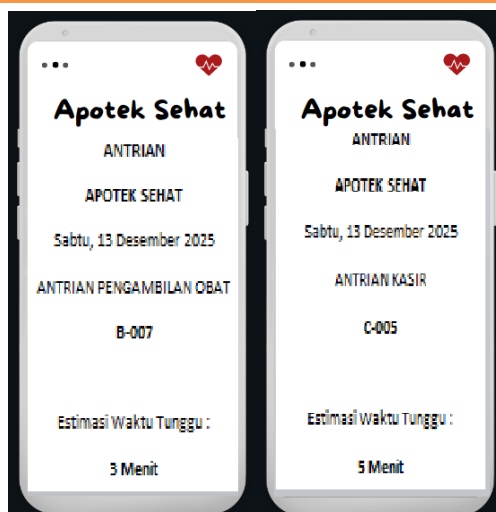 Apotek Sehat
ANTRIAN
APOTEK SEHAT
Sabtu, 13 Desember 2025
ANTRIAN PENGAMBILAN OBAT
B-007
Estimasi Waktu Tunggu :
3 Menit
Apotek Sehat
ANTRIAN
APOTEK SEHAT
Sabtu, 13 Desember 2025
ANTRIAN KASIR
C-005
Estimasi Waktu Tunggu :
5 Menit